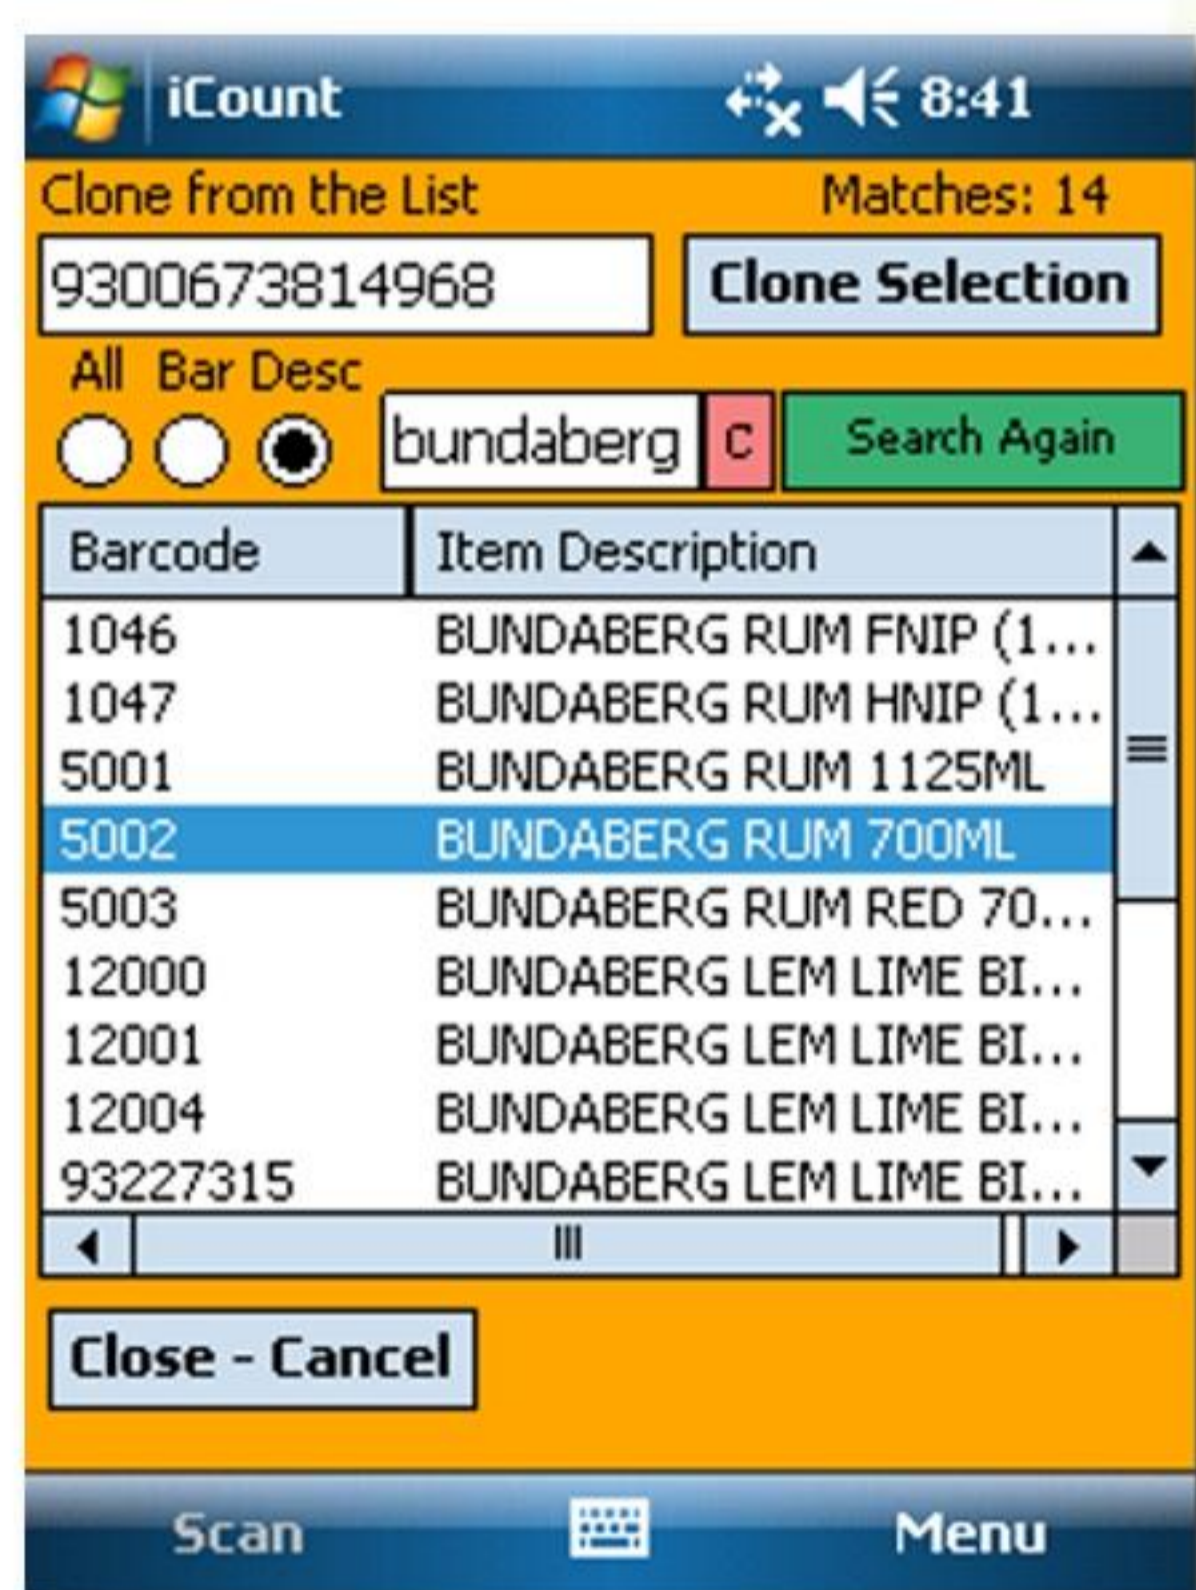 iCount 8:41
Clone from the List Matches: 14
9300673814968 Clone Selection
All Bar Desc
bundaberg C Search Again
Barcode Item Description
1046 BUNDABERG RUM FNIP (1...
1047 BUNDABERG RUM HNIP (1...
5001 BUNDABERG RUM 1125ML
5002 BUNDABERG RUM 700ML
5003 BUNDABERG RUM RED 70...
12000 BUNDABERG LEM LIME BI...
12001 BUNDABERG LEM LIME BI...
12004 BUNDABERG LEM LIME BI...
93227315 BUNDABERG LEM LIME BI...
Close - Cancel
Scan Menu